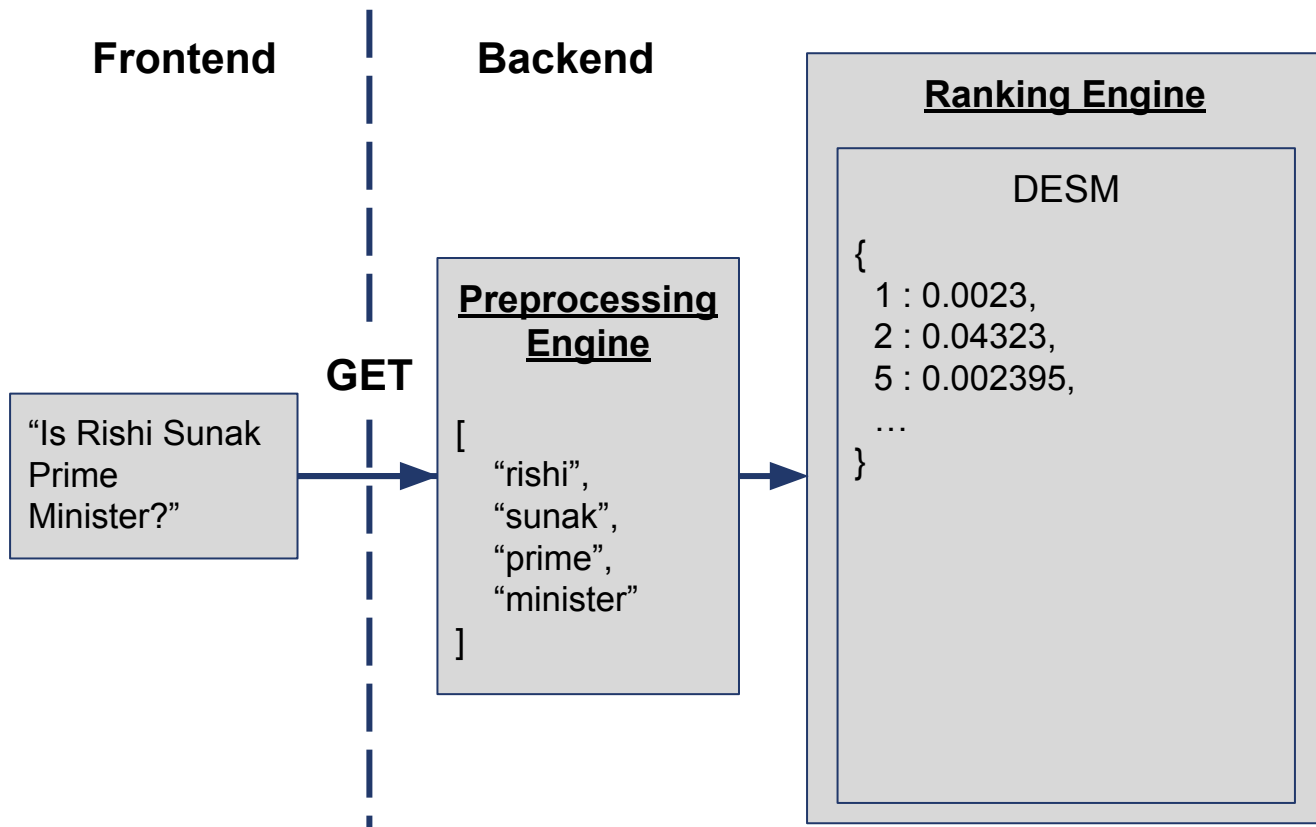 Frontend
Backend
GET
“Is Rishi Sunak
Prime
Minister?”
Preprocessing
Engine
[
“rishi”,
“sunak”,
“prime”,
“minister”
]
Ranking Engine
DESM
{
1 : 0.0023,
2 : 0.04323,
5 : 0.002395,
…
}